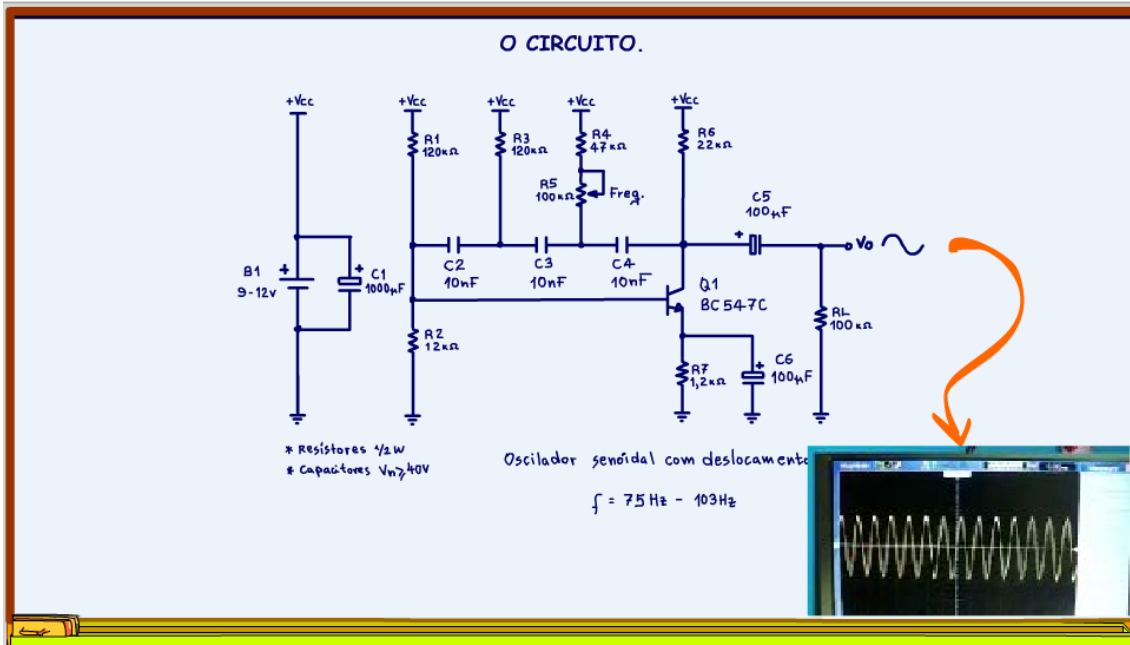 O CIRCUITO.
+Vcc
+Vcc
+Vcc
+Vcc
+Vcc
R1
120KΩ
R3
120KΩ
R4
47KΩ
R6
22KΩ
R5
100KΩ
Freq.
C5
100µF
+
Vo
B1
9-12V
+
+
C1
1000µF
C2
10nF
C3
10nF
C4
10nF
Q1
BC547C
R2
12KΩ
RL
100KΩ
R7
1,2KΩ
+
C6
100µF
* Resistores 1/2W
* Capacitores Vn⩾40V
Oscilador senoidal com deslocamento
f = 75Hz - 103Hz